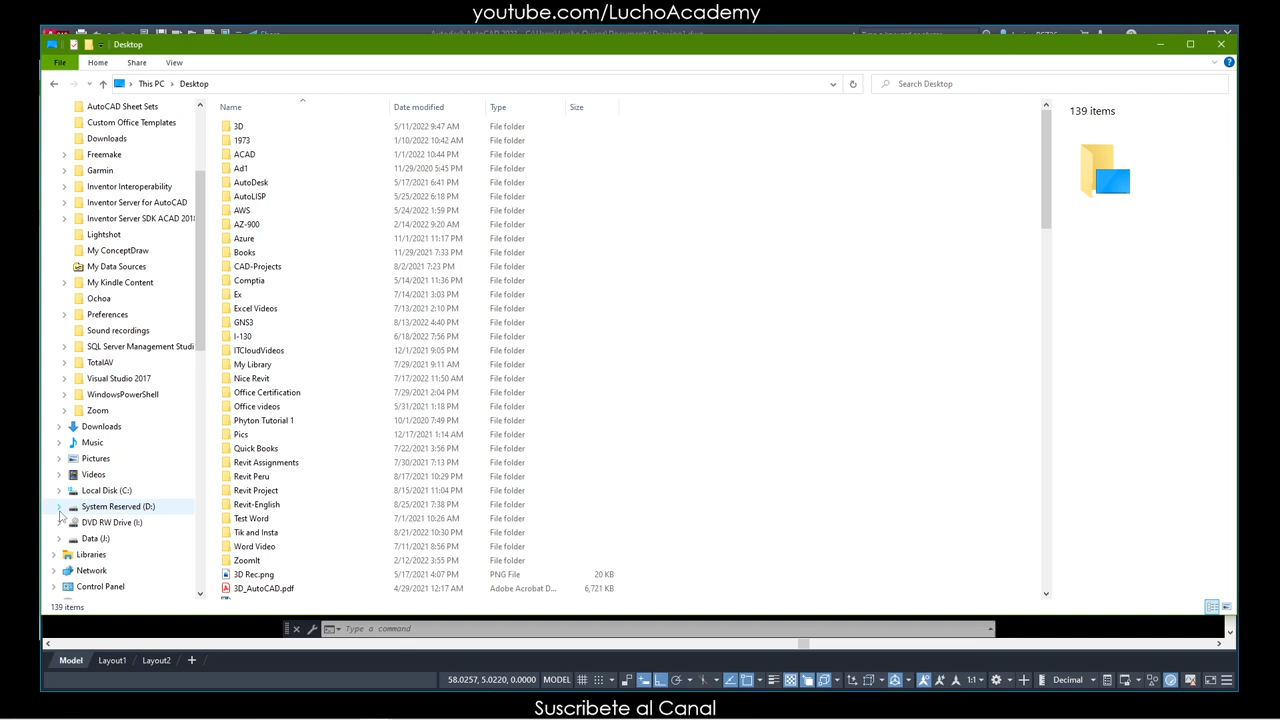 youtube.com/LuchoAcademy
Desktop
File Home Share View
This PC > Desktop
Search Desktop
Name Date modified Type Size
139 items
AutoCAD Sheet Sets
Custom Office Templates
Downloads
Freemake
Garmin
Inventor Interoperability
Inventor Server for AutoCAD
Inventor Server SDK ACAD 2018
Lightshot
My ConceptDraw
My Data Sources
My Kindle Content
Ochoa
Preferences
Sound recordings
SQL Server Management Studi
TotalAV
Visual Studio 2017
WindowsPowerShell
Zoom
Downloads
Music
Pictures
Videos
Local Disk (C:)
System Reserved (D:)
DVD RW Drive (I:)
Data (J:)
Libraries
Network
Control Panel
3D 5/11/2022 9:47 AM File folder
1973 1/10/2022 10:42 AM File folder
ACAD 1/1/2022 10:44 PM File folder
Ad1 11/29/2020 5:45 PM File folder
AutoDesk 5/17/2021 6:41 PM File folder
AutoLISP 5/25/2022 6:18 PM File folder
AWS 5/24/2022 1:59 PM File folder
AZ-900 2/14/2022 9:20 AM File folder
Azure 11/1/2021 11:17 PM File folder
Books 11/29/2021 7:33 PM File folder
CAD-Projects 8/2/2021 7:23 PM File folder
Comptia 5/14/2021 11:36 PM File folder
Ex 7/14/2021 3:03 PM File folder
Excel Videos 7/13/2021 2:10 PM File folder
GNS3 8/13/2022 4:40 PM File folder
I-130 6/18/2022 7:56 PM File folder
ITCloudVideos 12/1/2021 9:05 PM File folder
My Library 7/29/2021 9:11 AM File folder
Nice Revit 7/17/2022 11:50 AM File folder
Office Certification 7/29/2021 2:04 PM File folder
Office videos 5/31/2021 1:18 PM File folder
Phyton Tutorial 1 10/1/2020 7:49 PM File folder
Pics 12/17/2021 1:14 AM File folder
Quick Books 7/22/2021 3:56 PM File folder
Revit Assignments 7/30/2021 7:13 PM File folder
Revit Peru 8/17/2021 10:29 PM File folder
Revit Project 8/15/2021 11:04 PM File folder
Revit-English 8/25/2021 7:38 PM File folder
Test Word 7/1/2021 10:26 AM File folder
Tik and Insta 8/21/2022 10:30 PM File folder
Word Video 7/11/2021 8:56 PM File folder
ZoomIt 2/12/2022 3:55 PM File folder
3D Rec.png 5/17/2021 4:07 PM PNG File 20 KB
3D_AutoCAD.pdf 4/29/2021 12:17 AM Adobe Acrobat D... 6,721 KB
139 items
Type a command
Model Layout1 Layout2 +
58.0257, 5.0220, 0.0000 MODEL 1:1 Decimal
Suscribete al Canal